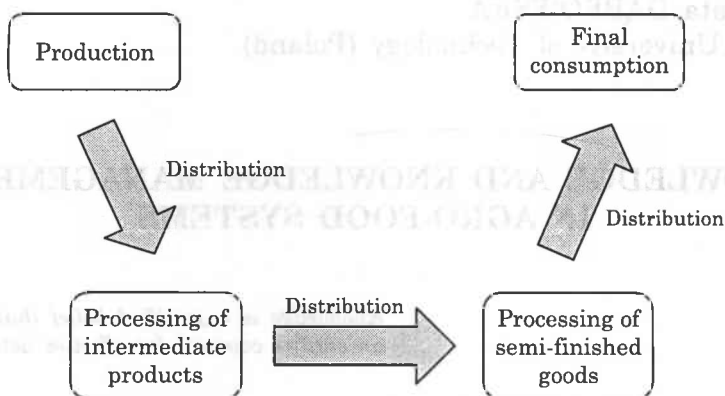 Production
Final
consumption
Distribution
Distribution
Processing of
intermediate
products
Distribution
Processing of
semi-finished
goods